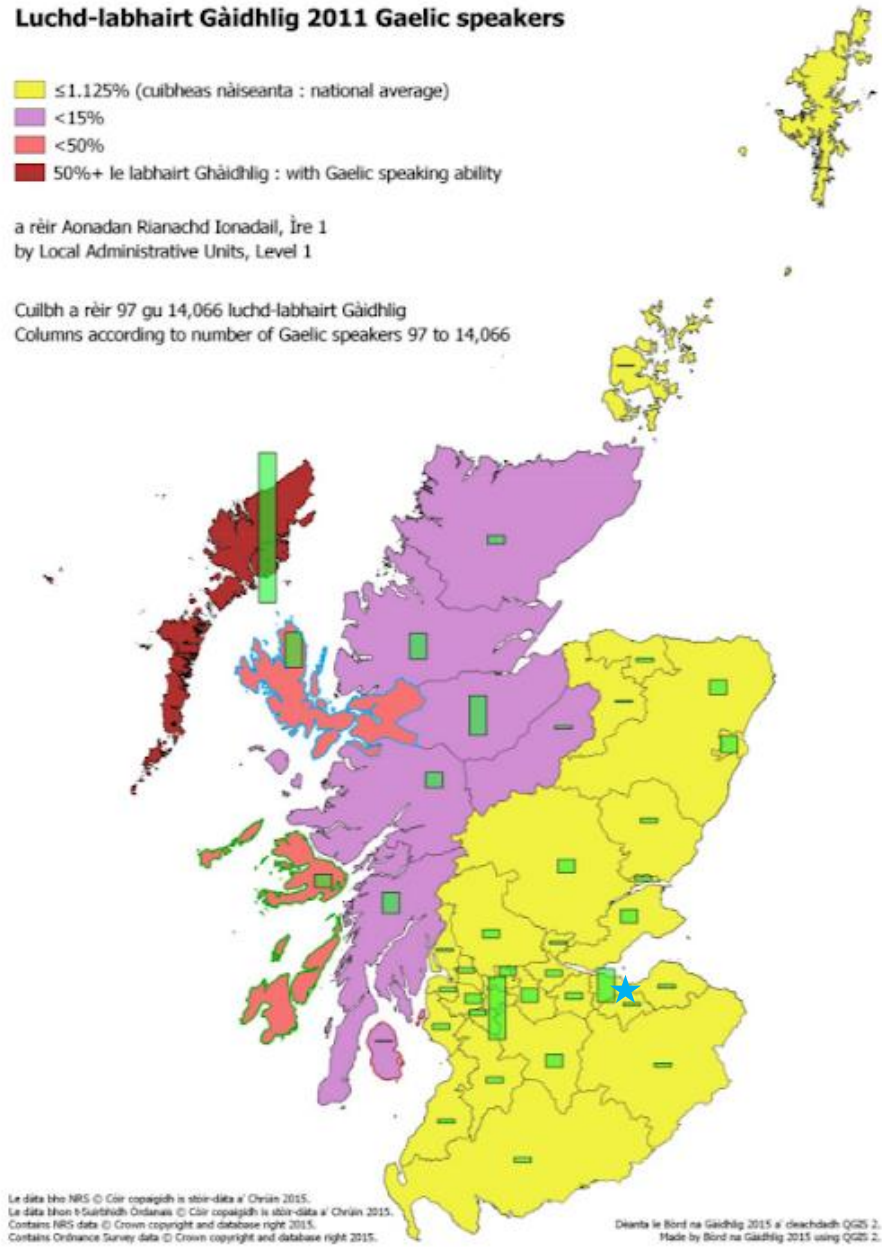 Luchd-labhairt Gàidhlig 2011 Gaelic speakers
≤1.125% (cuibheas nàiseanta : national average)
<15%
<50%
50%+ le labhairt Ghàidhlig : with Gaelic speaking ability
a rèir Aonadan Rianachd Ionadail, Ìre 1
by Local Administrative Units, Level 1
Cuilbh a rèir 97 gu 14,066 luchd-labhairt Gàidhlig
Columns according to number of Gaelic speakers 97 to 14,066
Le dàta bho NRS © Còir copaigidh is stòir-dàta a' Chrùin 2015.
Le dàta bhon t-Suirbhidh Òrdanais © Còir copaigidh is stòir-dàta a' Chrùin 2015.
Contains NRS data © Crown copyright and database right 2015.
Contains Ordnance Survey data © Crown copyright and database right 2015.
Dèanta le Bòrd na Gàidhlig 2015 a' cleachdadh QGIS 2.
Made by Bòrd na Gàidhlig 2015 using QGIS 2.